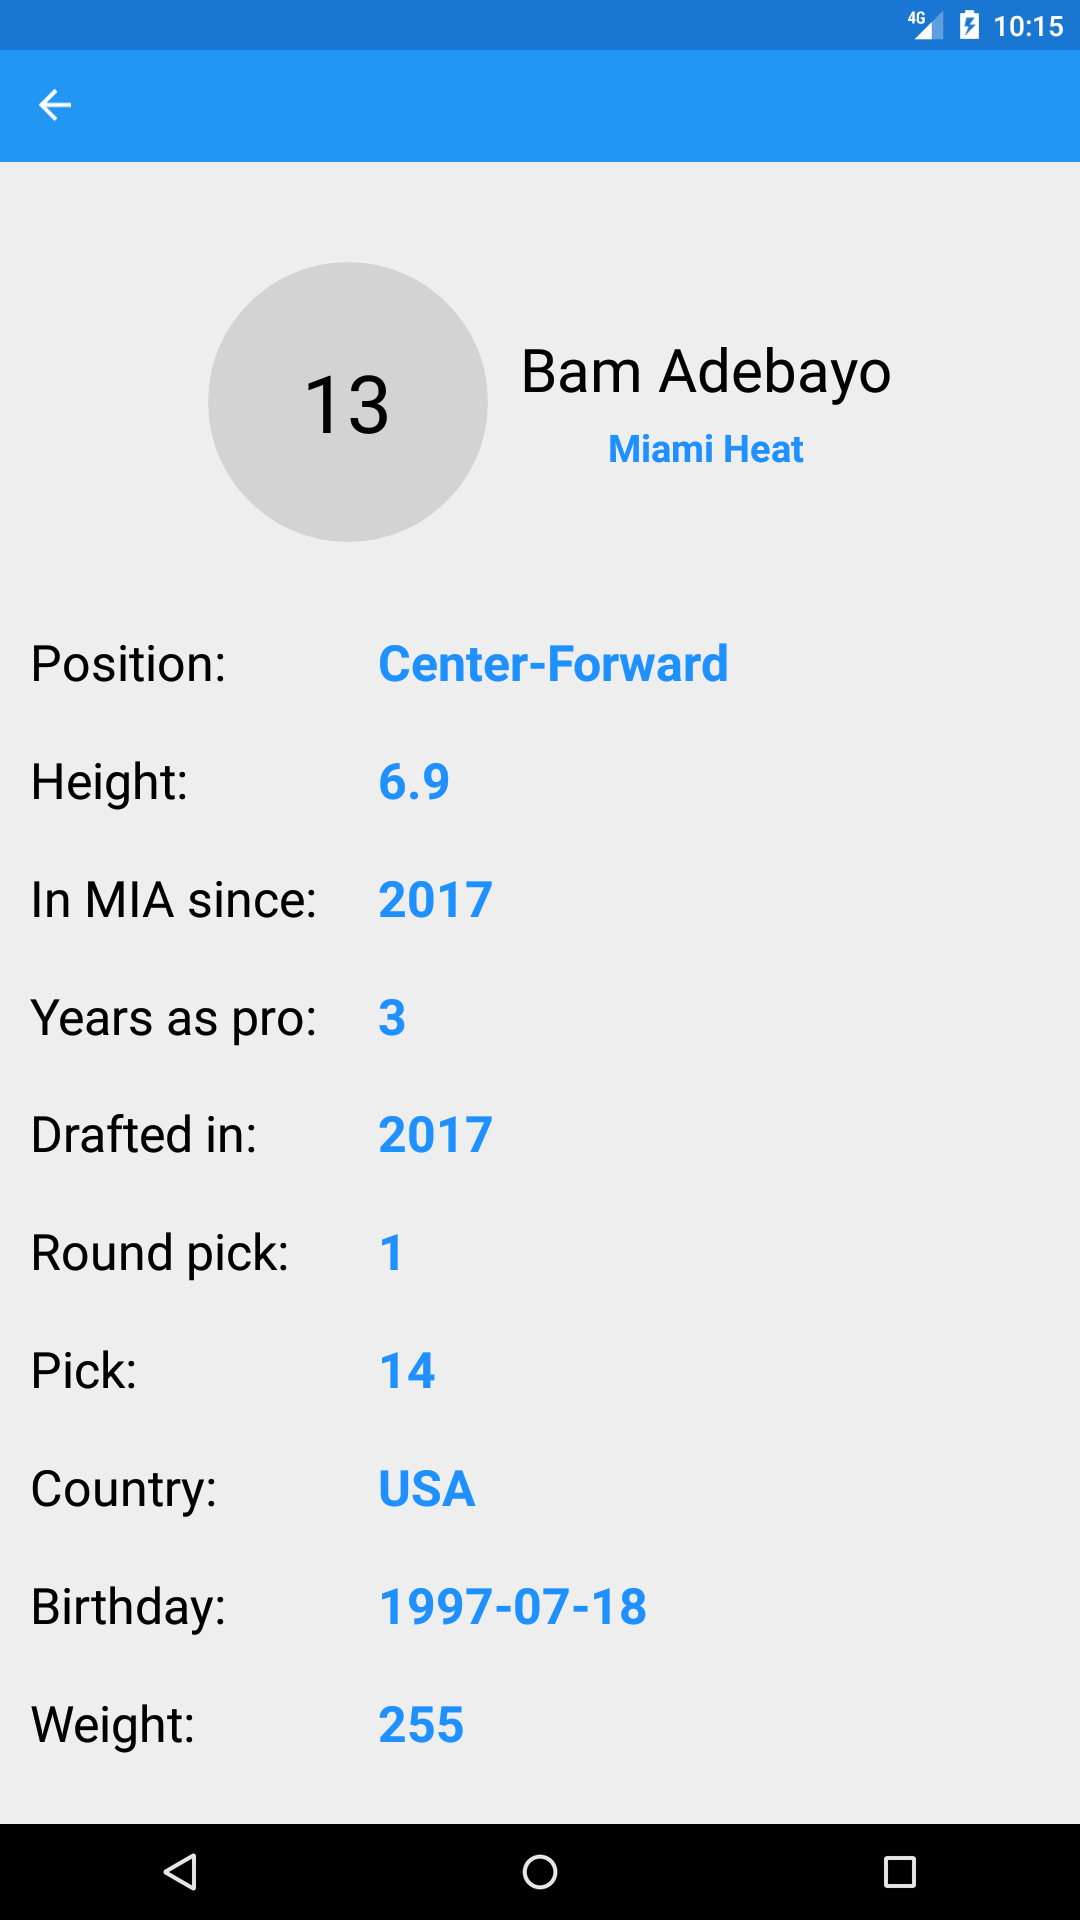 4G 10:15
13
Bam Adebayo
Miami Heat
Position: Center-Forward
Height: 6.9
In MIA since: 2017
Years as pro: 3
Drafted in: 2017
Round pick: 1
Pick: 14
Country: USA
Birthday: 1997-07-18
Weight: 255